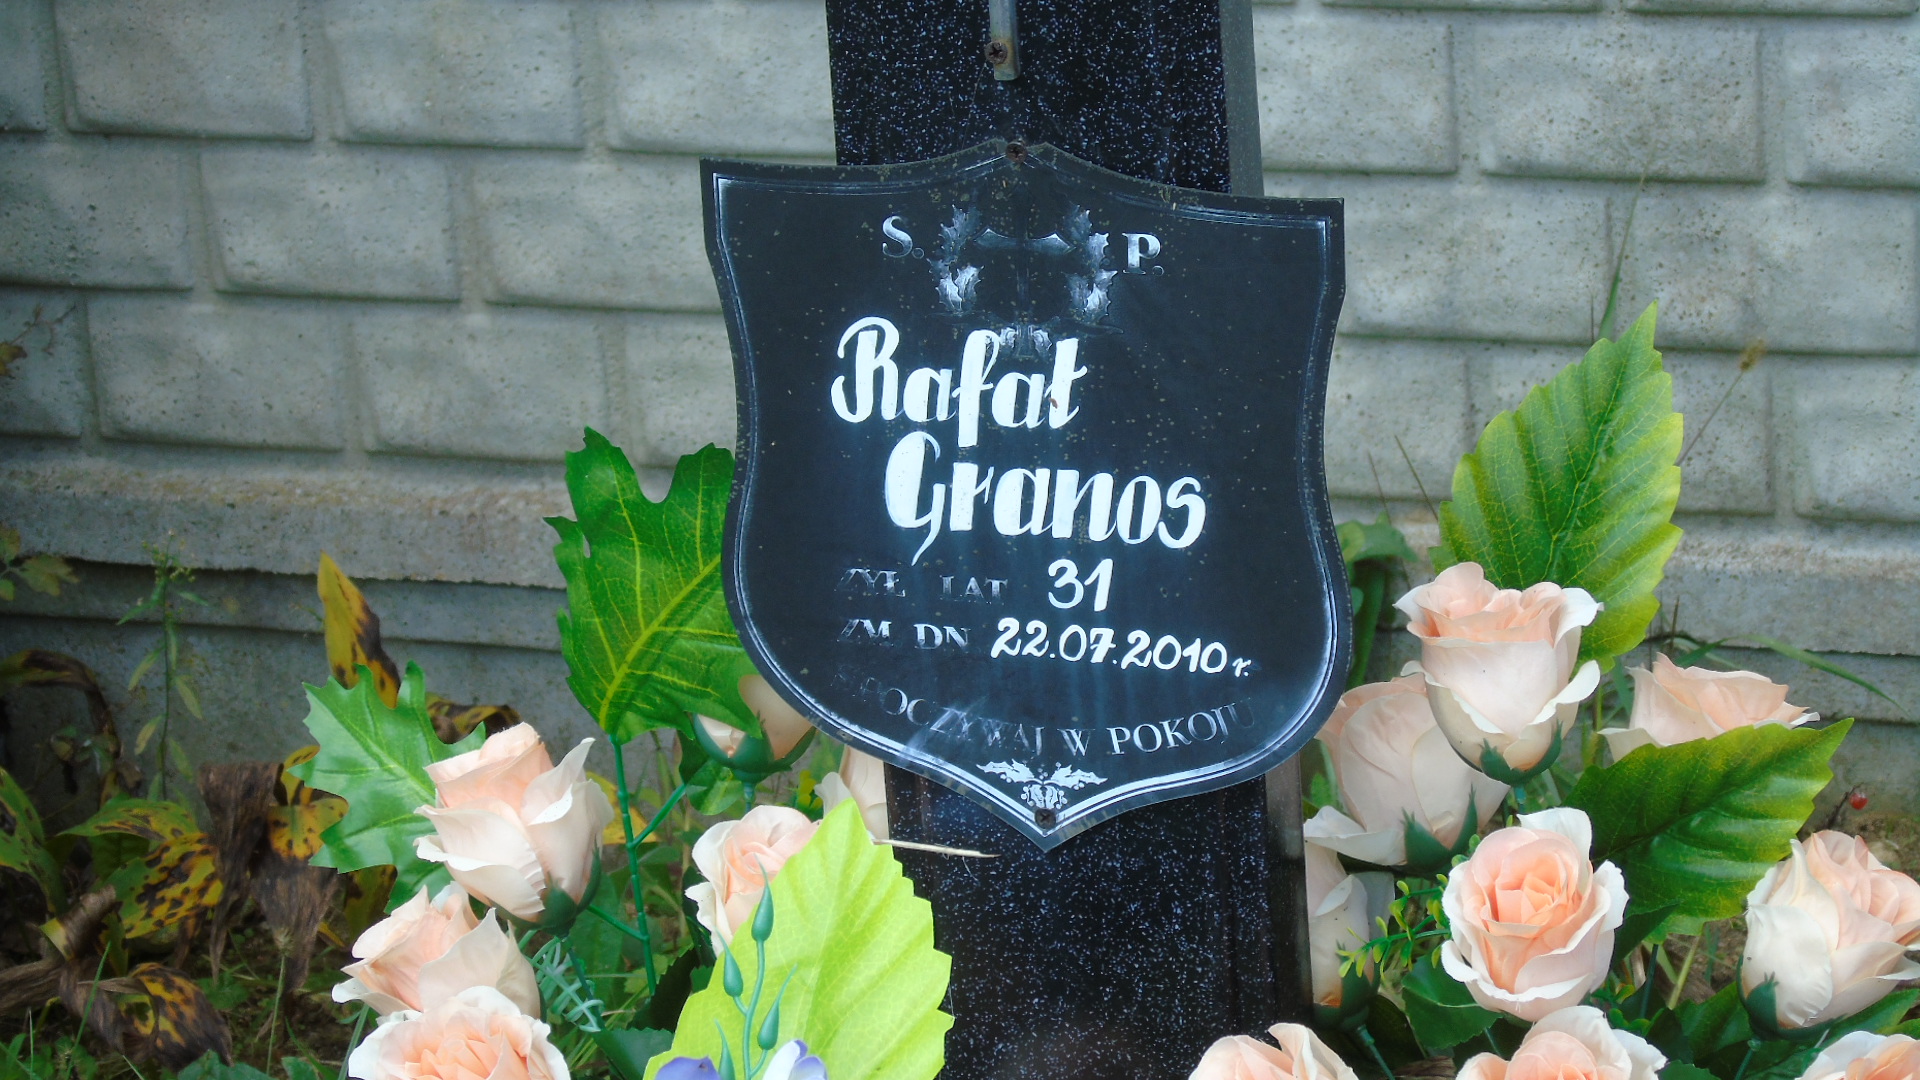 S. P.
Rafał
Granos
ŻYŁ LAT 31
ZM. DN. 22.07.2010 r.
SPOCZYWAJ W POKOJU